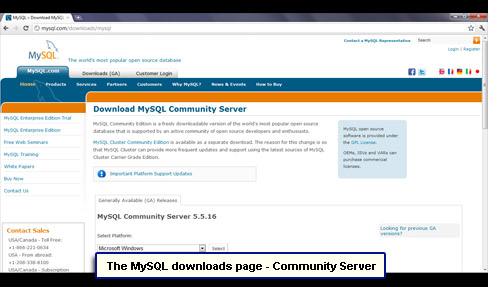 MySQL > Download MySQL C
mysql.com/downloads/mysql
Contact a MySQL Representative Search
Login | Register
MySQL
The world's most popular open source database
MySQL.com Downloads (GA) Customer Login
Home Products Services Partners Customers Why MySQL? News & Events How to Buy
MySQL Enterprise Edition Trial
MySQL Enterprise Edition
Free Web Seminars
MySQL Training
White Papers
Buy Now
Contact Us
Contact Sales
USA/Canada - Toll Free:
+1-866-221-0634
USA - From abroad:
+1-208-338-8100
USA/Canada - Subscription
Download MySQL Community Server
MySQL Community Edition is a freely downloadable version of the world's most popular open source
database that is supported by an active community of open source developers and enthusiasts.
MySQL Cluster Community Edition is available as a separate download. The reason for this change is so
that MySQL Cluster can provide more frequent updates and support using the latest sources of MySQL
Cluster Carrier Grade Edition.
Important Platform Support Updates
MySQL open source
software is provided under
the GPL License.
OEMs, ISVs and VARs can
purchase commercial
licenses.
Generally Available (GA) Releases
MySQL Community Server 5.5.16
Select Platform:
Microsoft Windows Select
Looking for previous GA
versions?
The MySQL downloads page - Community Server